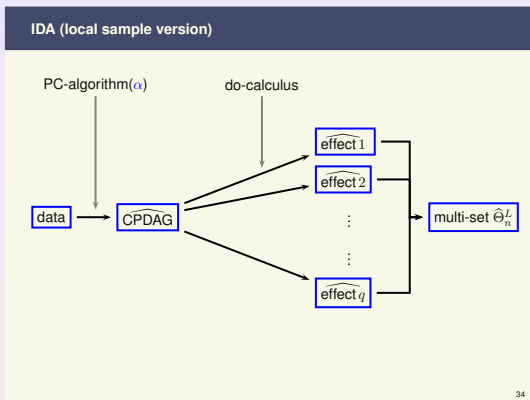 IDA (local sample version)
PC-algorithm(α)
do-calculus
data
CPDAG
effect 1
effect 2
⋮
⋮
effect q
multi-set Θ̂ₙᴸ
34